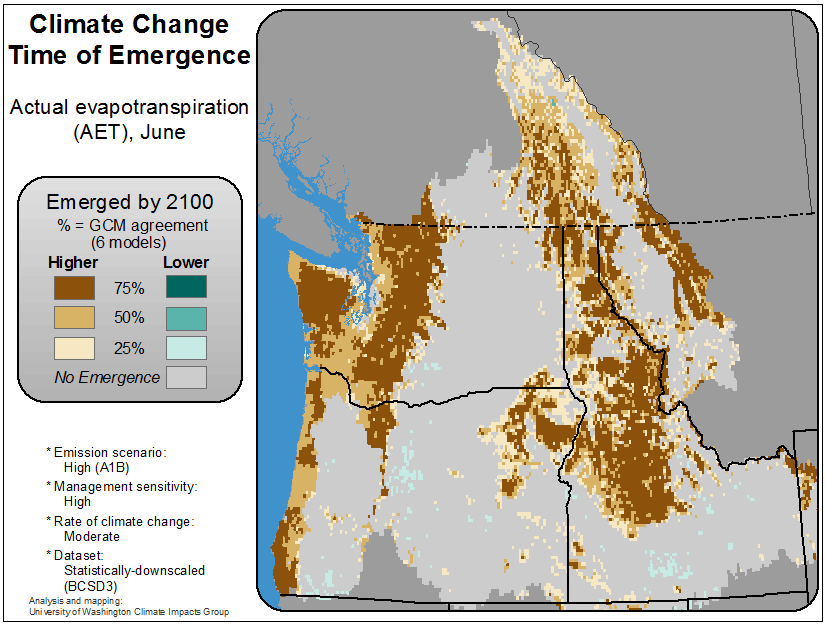 Climate Change
Time of Emergence
Actual evapotranspiration
(AET), June
Emerged by 2100
% = GCM agreement
(6 models)
Higher Lower
75%
50%
25%
No Emergence
* Emission scenario:
High (A1B)
* Management sensitivity:
High
* Rate of climate change:
Moderate
* Dataset:
Statistically-downscaled
(BCSD3)
Analysis and mapping:
University of Washington Climate Impacts Group